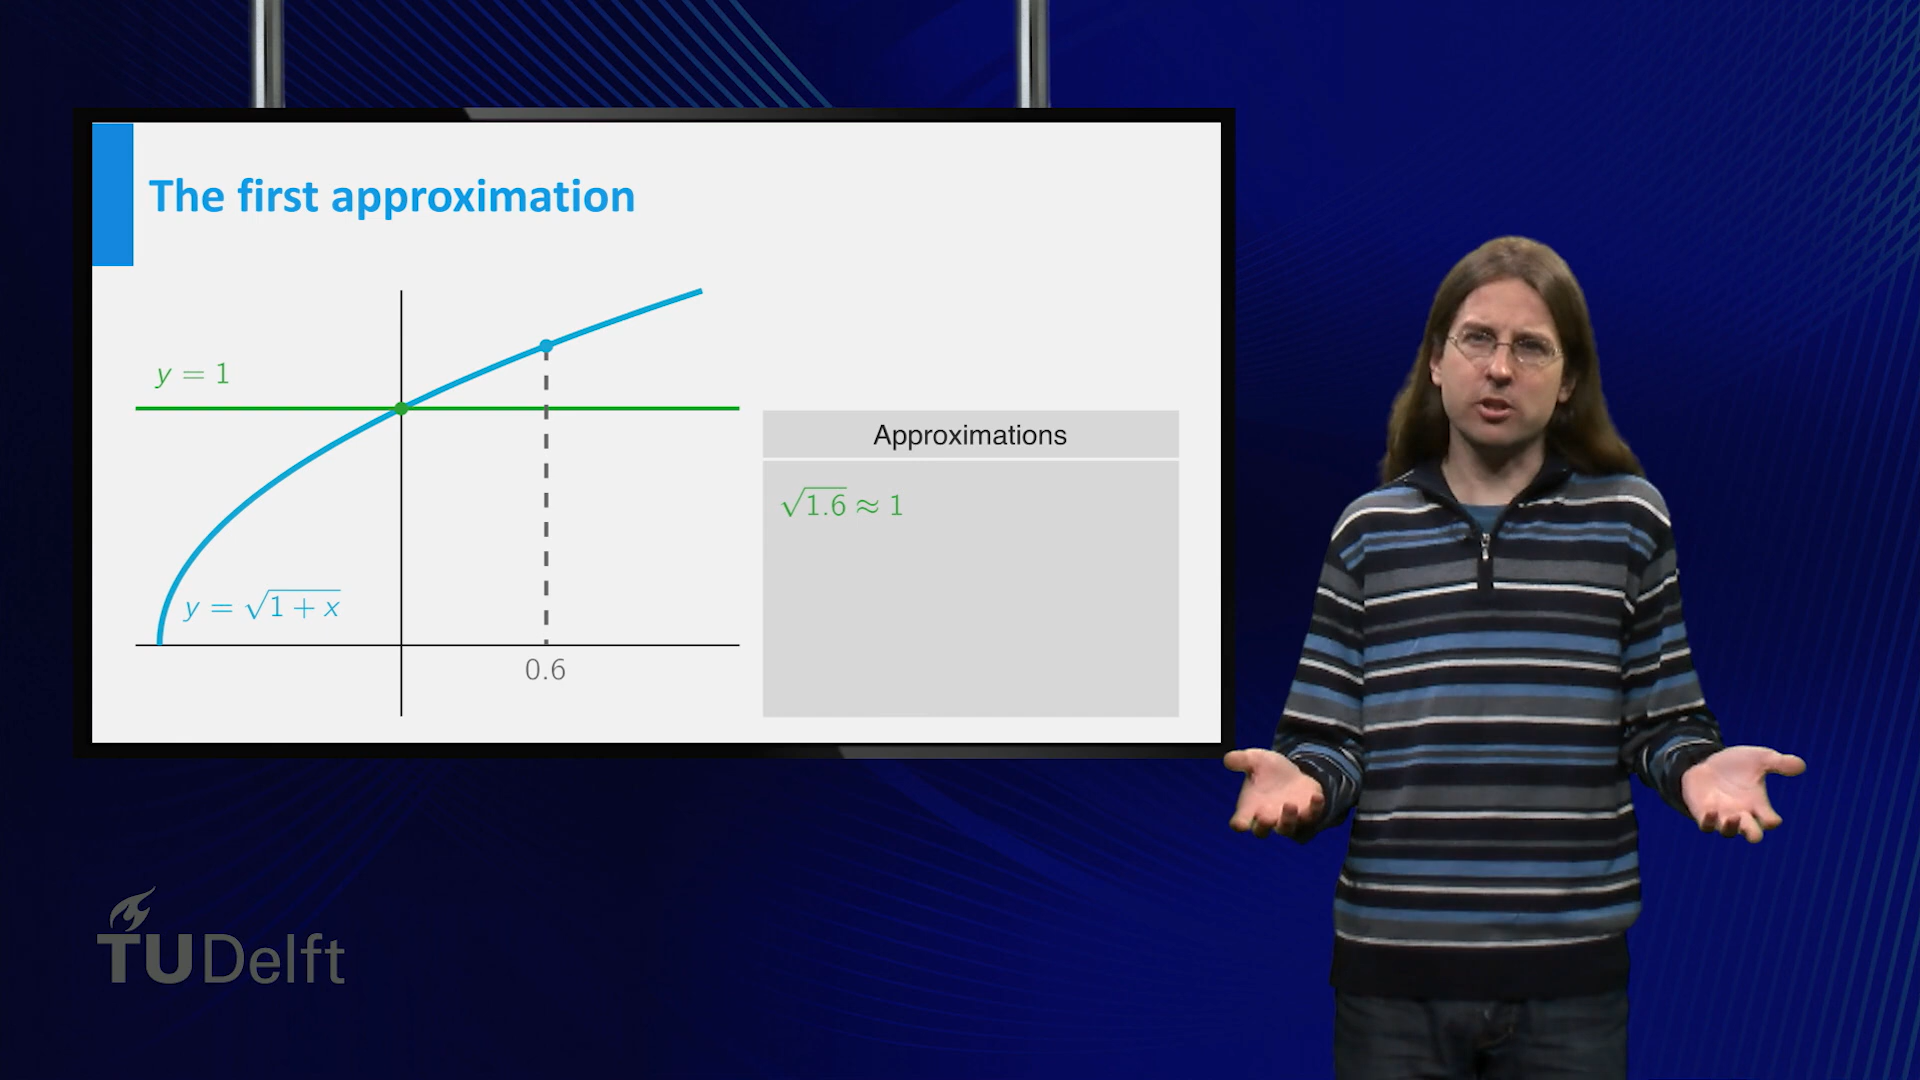 The first approximation
y = 1
Approximations
√1.6 ≈ 1
y = √1 + x
0.6
TUDelft